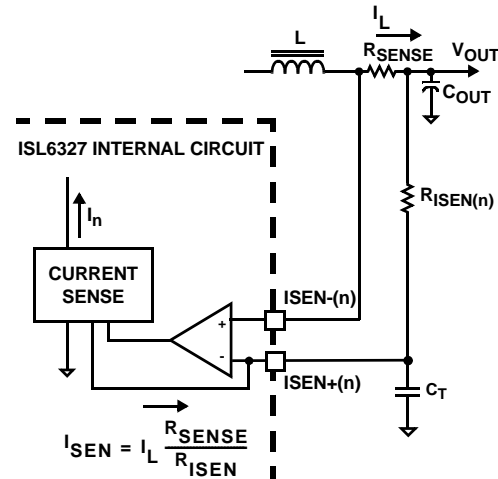 I_L
L
R_SENSE
V_OUT
C_OUT
ISL6327 INTERNAL CIRCUIT
R_ISEN(n)
I_n
CURRENT
SENSE
ISEN-(n)
+
-
ISEN+(n)
C_T
I_SEN = I_L R_SENSE / R_ISEN